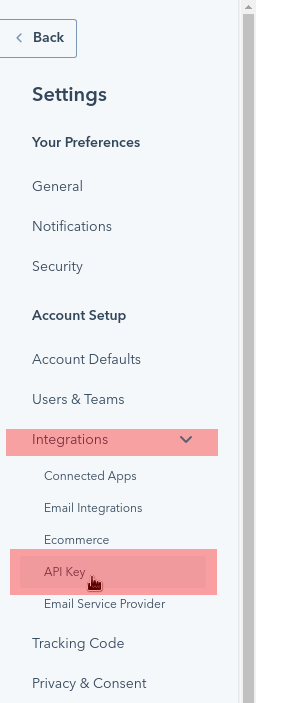 Back
Settings
Your Preferences
General
Notifications
Security
Account Setup
Account Defaults
Users & Teams
Integrations
Connected Apps
Email Integrations
Ecommerce
API Key
Email Service Provider
Tracking Code
Privacy & Consent